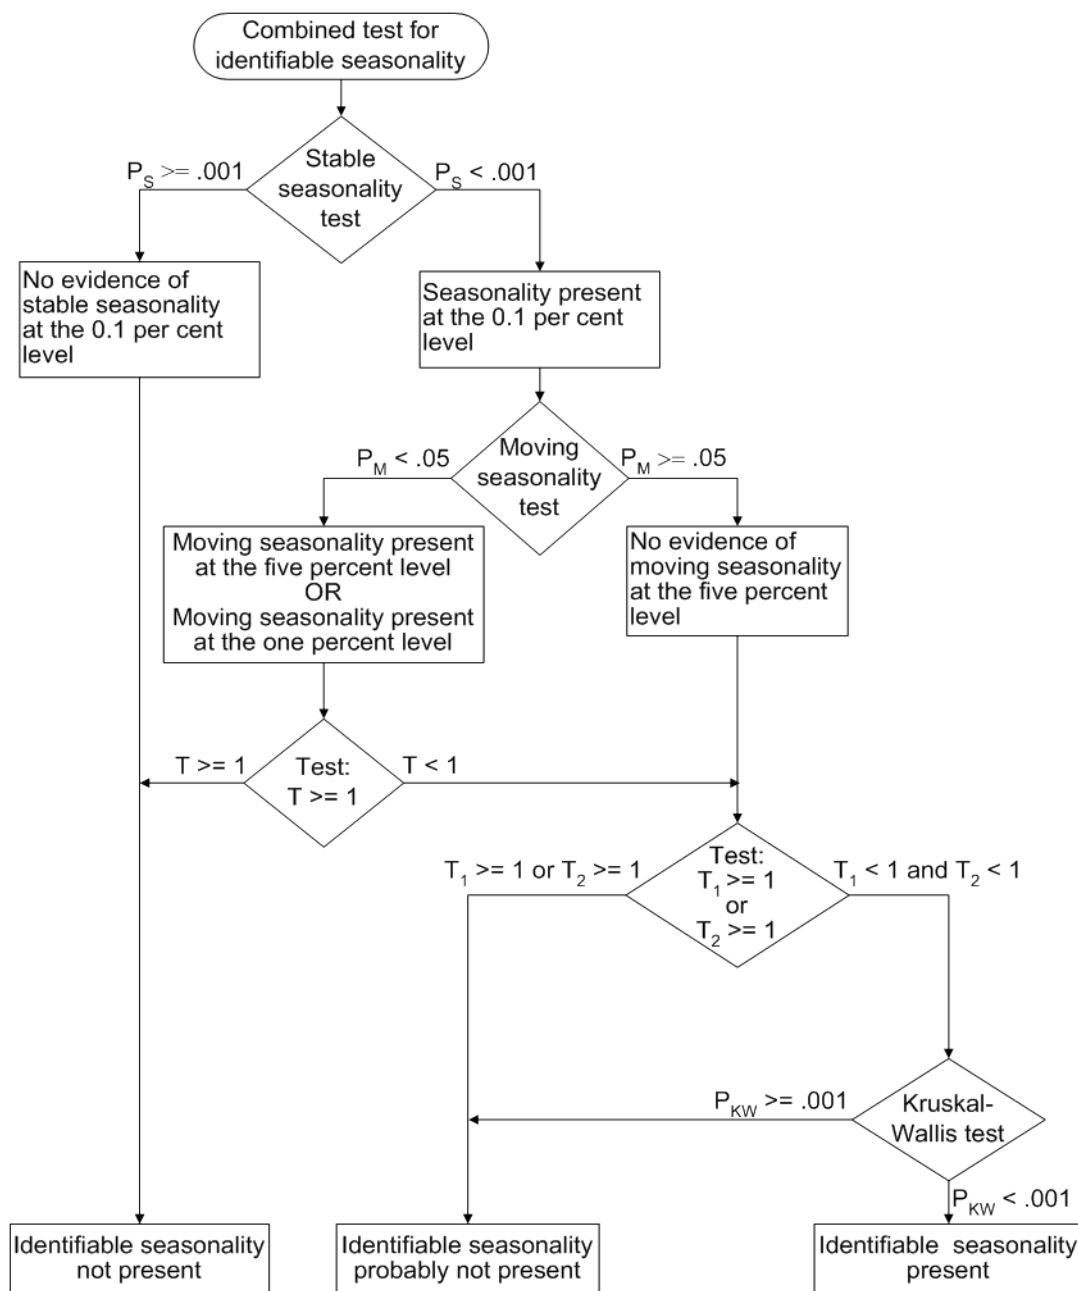 Combined test for
identifiable seasonality
P_S >= .001
Stable
seasonality
test
P_S < .001
No evidence of
stable seasonality
at the 0.1 per cent
level
Seasonality present
at the 0.1 per cent
level
P_M < .05
Moving
seasonality
test
P_M >= .05
Moving seasonality present
at the five percent level
OR
Moving seasonality present
at the one percent level
No evidence of
moving seasonality
at the five percent
level
T >= 1
Test:
T >= 1
T < 1
T_1 >= 1 or T_2 >= 1
Test:
T_1 >= 1
or
T_2 >= 1
T_1 < 1 and T_2 < 1
P_KW >= .001
Kruskal-
Wallis test
P_KW < .001
Identifiable seasonality
not present
Identifiable seasonality
probably not present
Identifiable seasonality
present